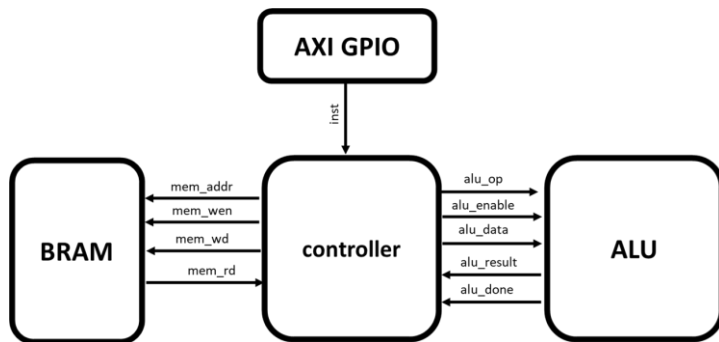 AXI GPIO
inst
BRAM
mem_addr
mem_wen
mem_wd
mem_rd
controller
alu_op
alu_enable
alu_data
alu_result
alu_done
ALU